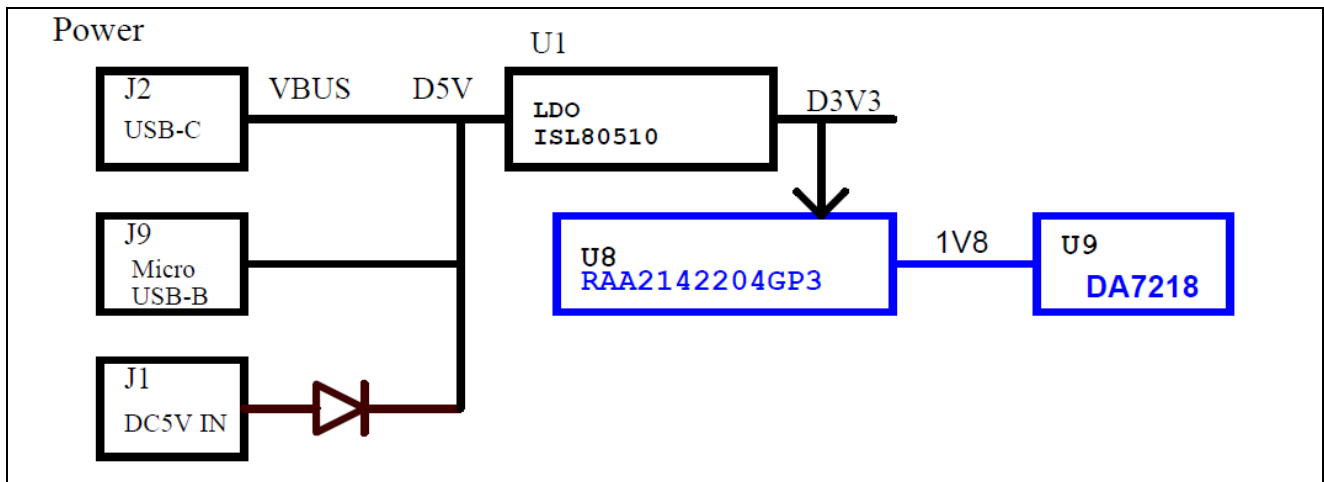 Power
J2
USB-C
VBUS
D5V
U1
LDO
ISL80510
D3V3
J9
Micro
USB-B
U8
RAA2142204GP3
1V8
U9
DA7218
J1
DC5V IN